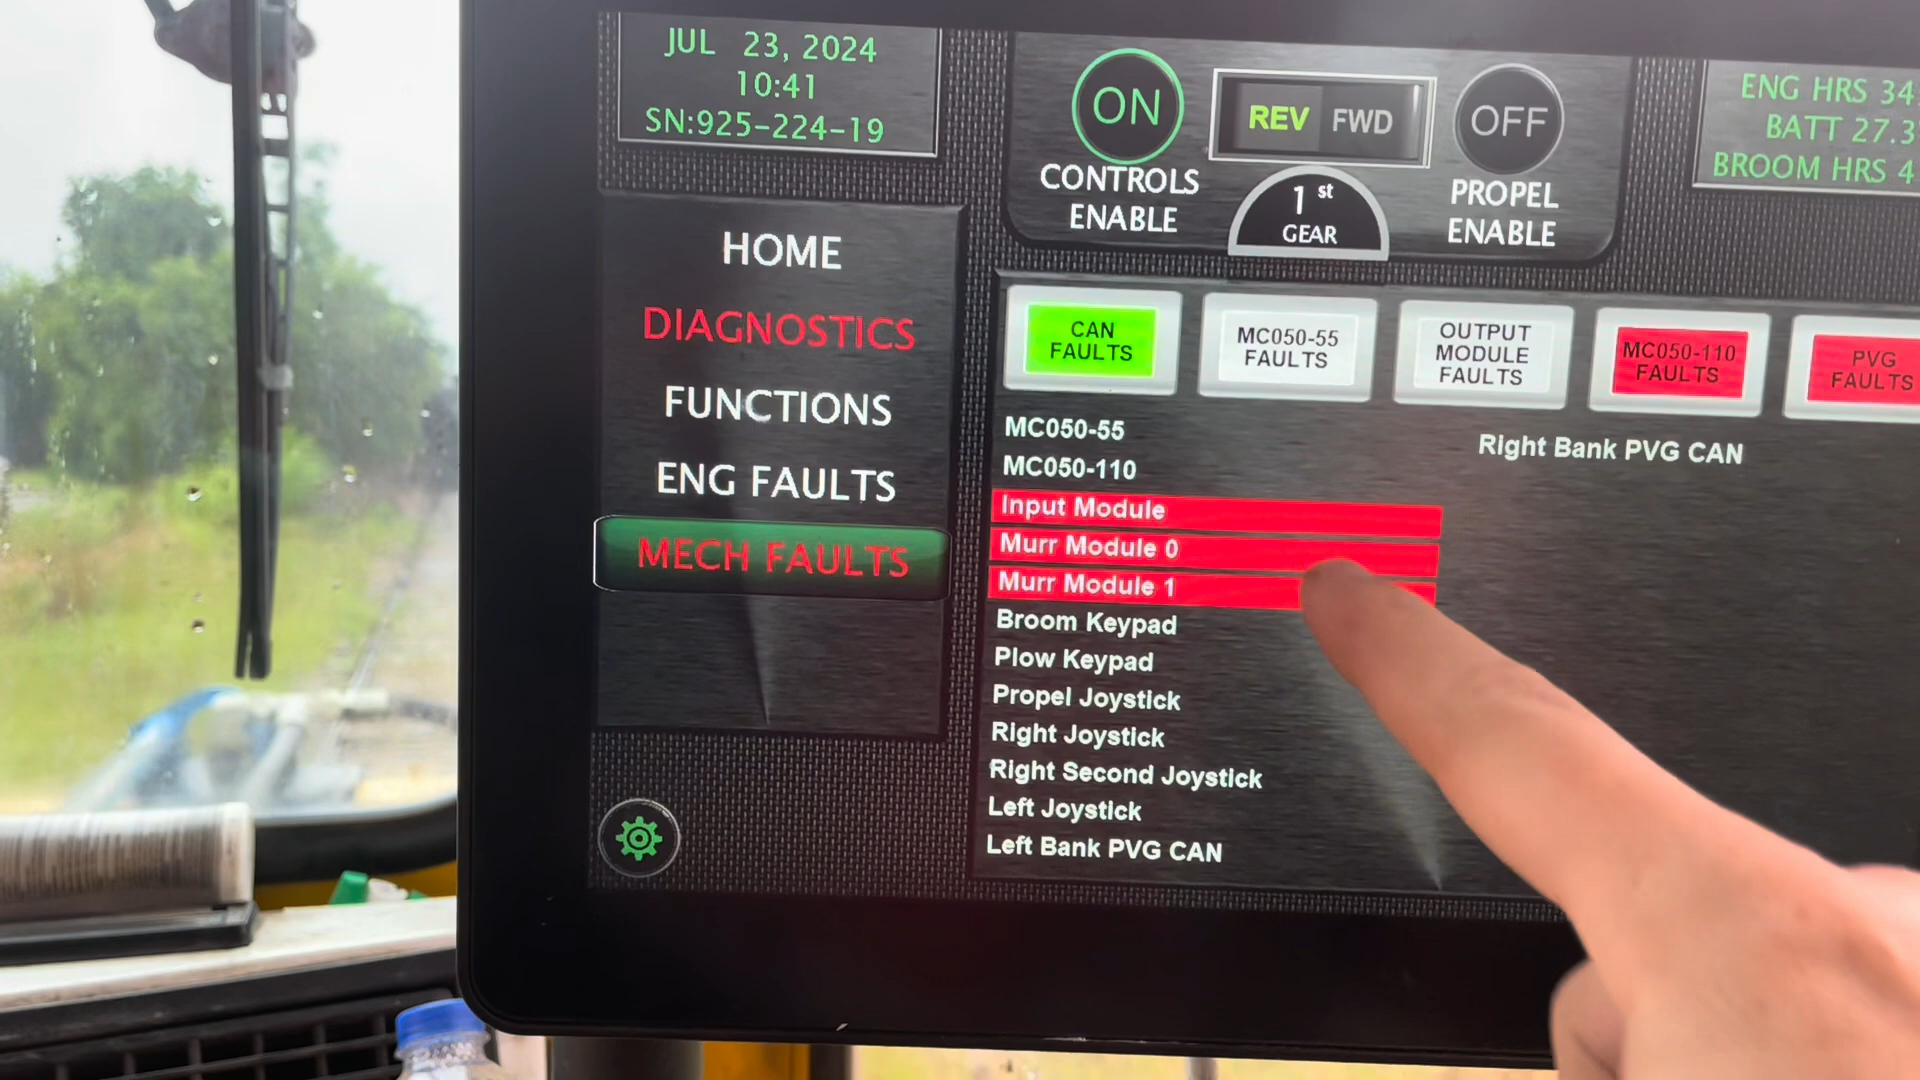 JUL 23, 2024
10:41
SN:925-224-19
ON
CONTROLS
ENABLE
REV FWD
1st
GEAR
OFF
PROPEL
ENABLE
ENG HRS 34
BATT 27.3
BROOM HRS 4
HOME
DIAGNOSTICS
FUNCTIONS
ENG FAULTS
MECH FAULTS
CAN
FAULTS
MC050-55
FAULTS
OUTPUT
MODULE
FAULTS
MC050-110
FAULTS
PVG
FAULTS
MC050-55
MC050-110
Input Module
Murr Module 0
Murr Module 1
Broom Keypad
Plow Keypad
Propel Joystick
Right Joystick
Right Second Joystick
Left Joystick
Left Bank PVG CAN
Right Bank PVG CAN